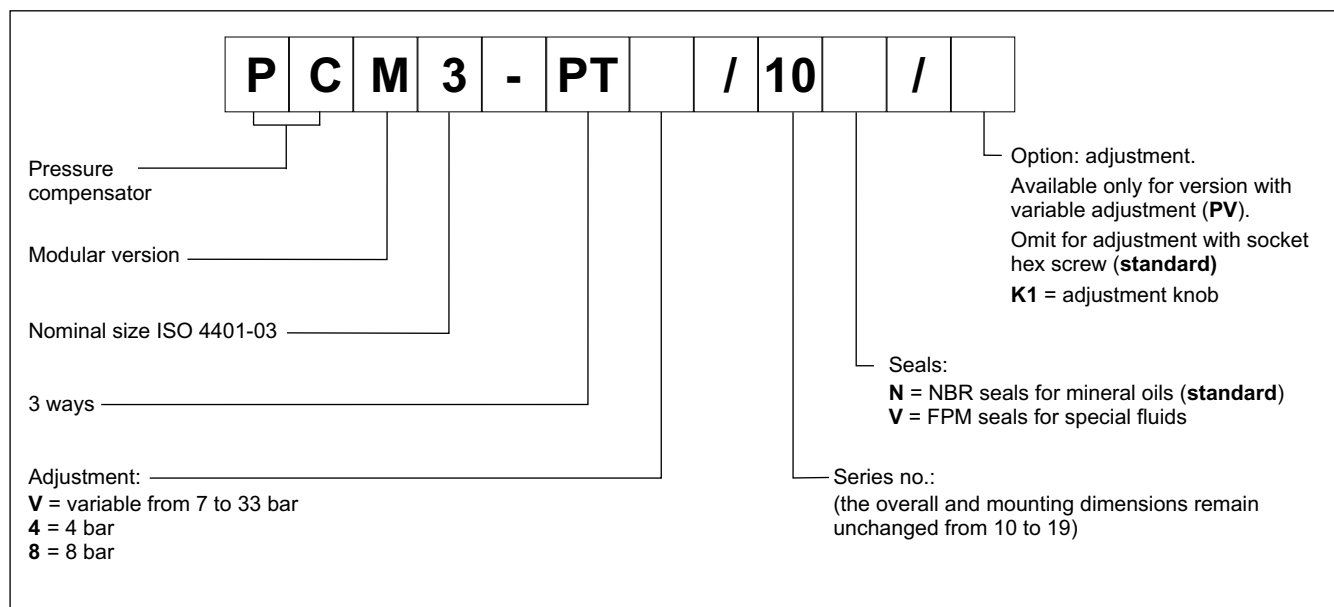 P C M 3 - PT / 10 /
Pressure
compensator
Modular version
Nominal size ISO 4401-03
3 ways
Adjustment:
V = variable from 7 to 33 bar
4 = 4 bar
8 = 8 bar
Option: adjustment.
Available only for version with
variable adjustment (PV).
Omit for adjustment with socket
hex screw (standard)
K1 = adjustment knob
Seals:
N = NBR seals for mineral oils (standard)
V = FPM seals for special fluids
Series no.:
(the overall and mounting dimensions remain
unchanged from 10 to 19)